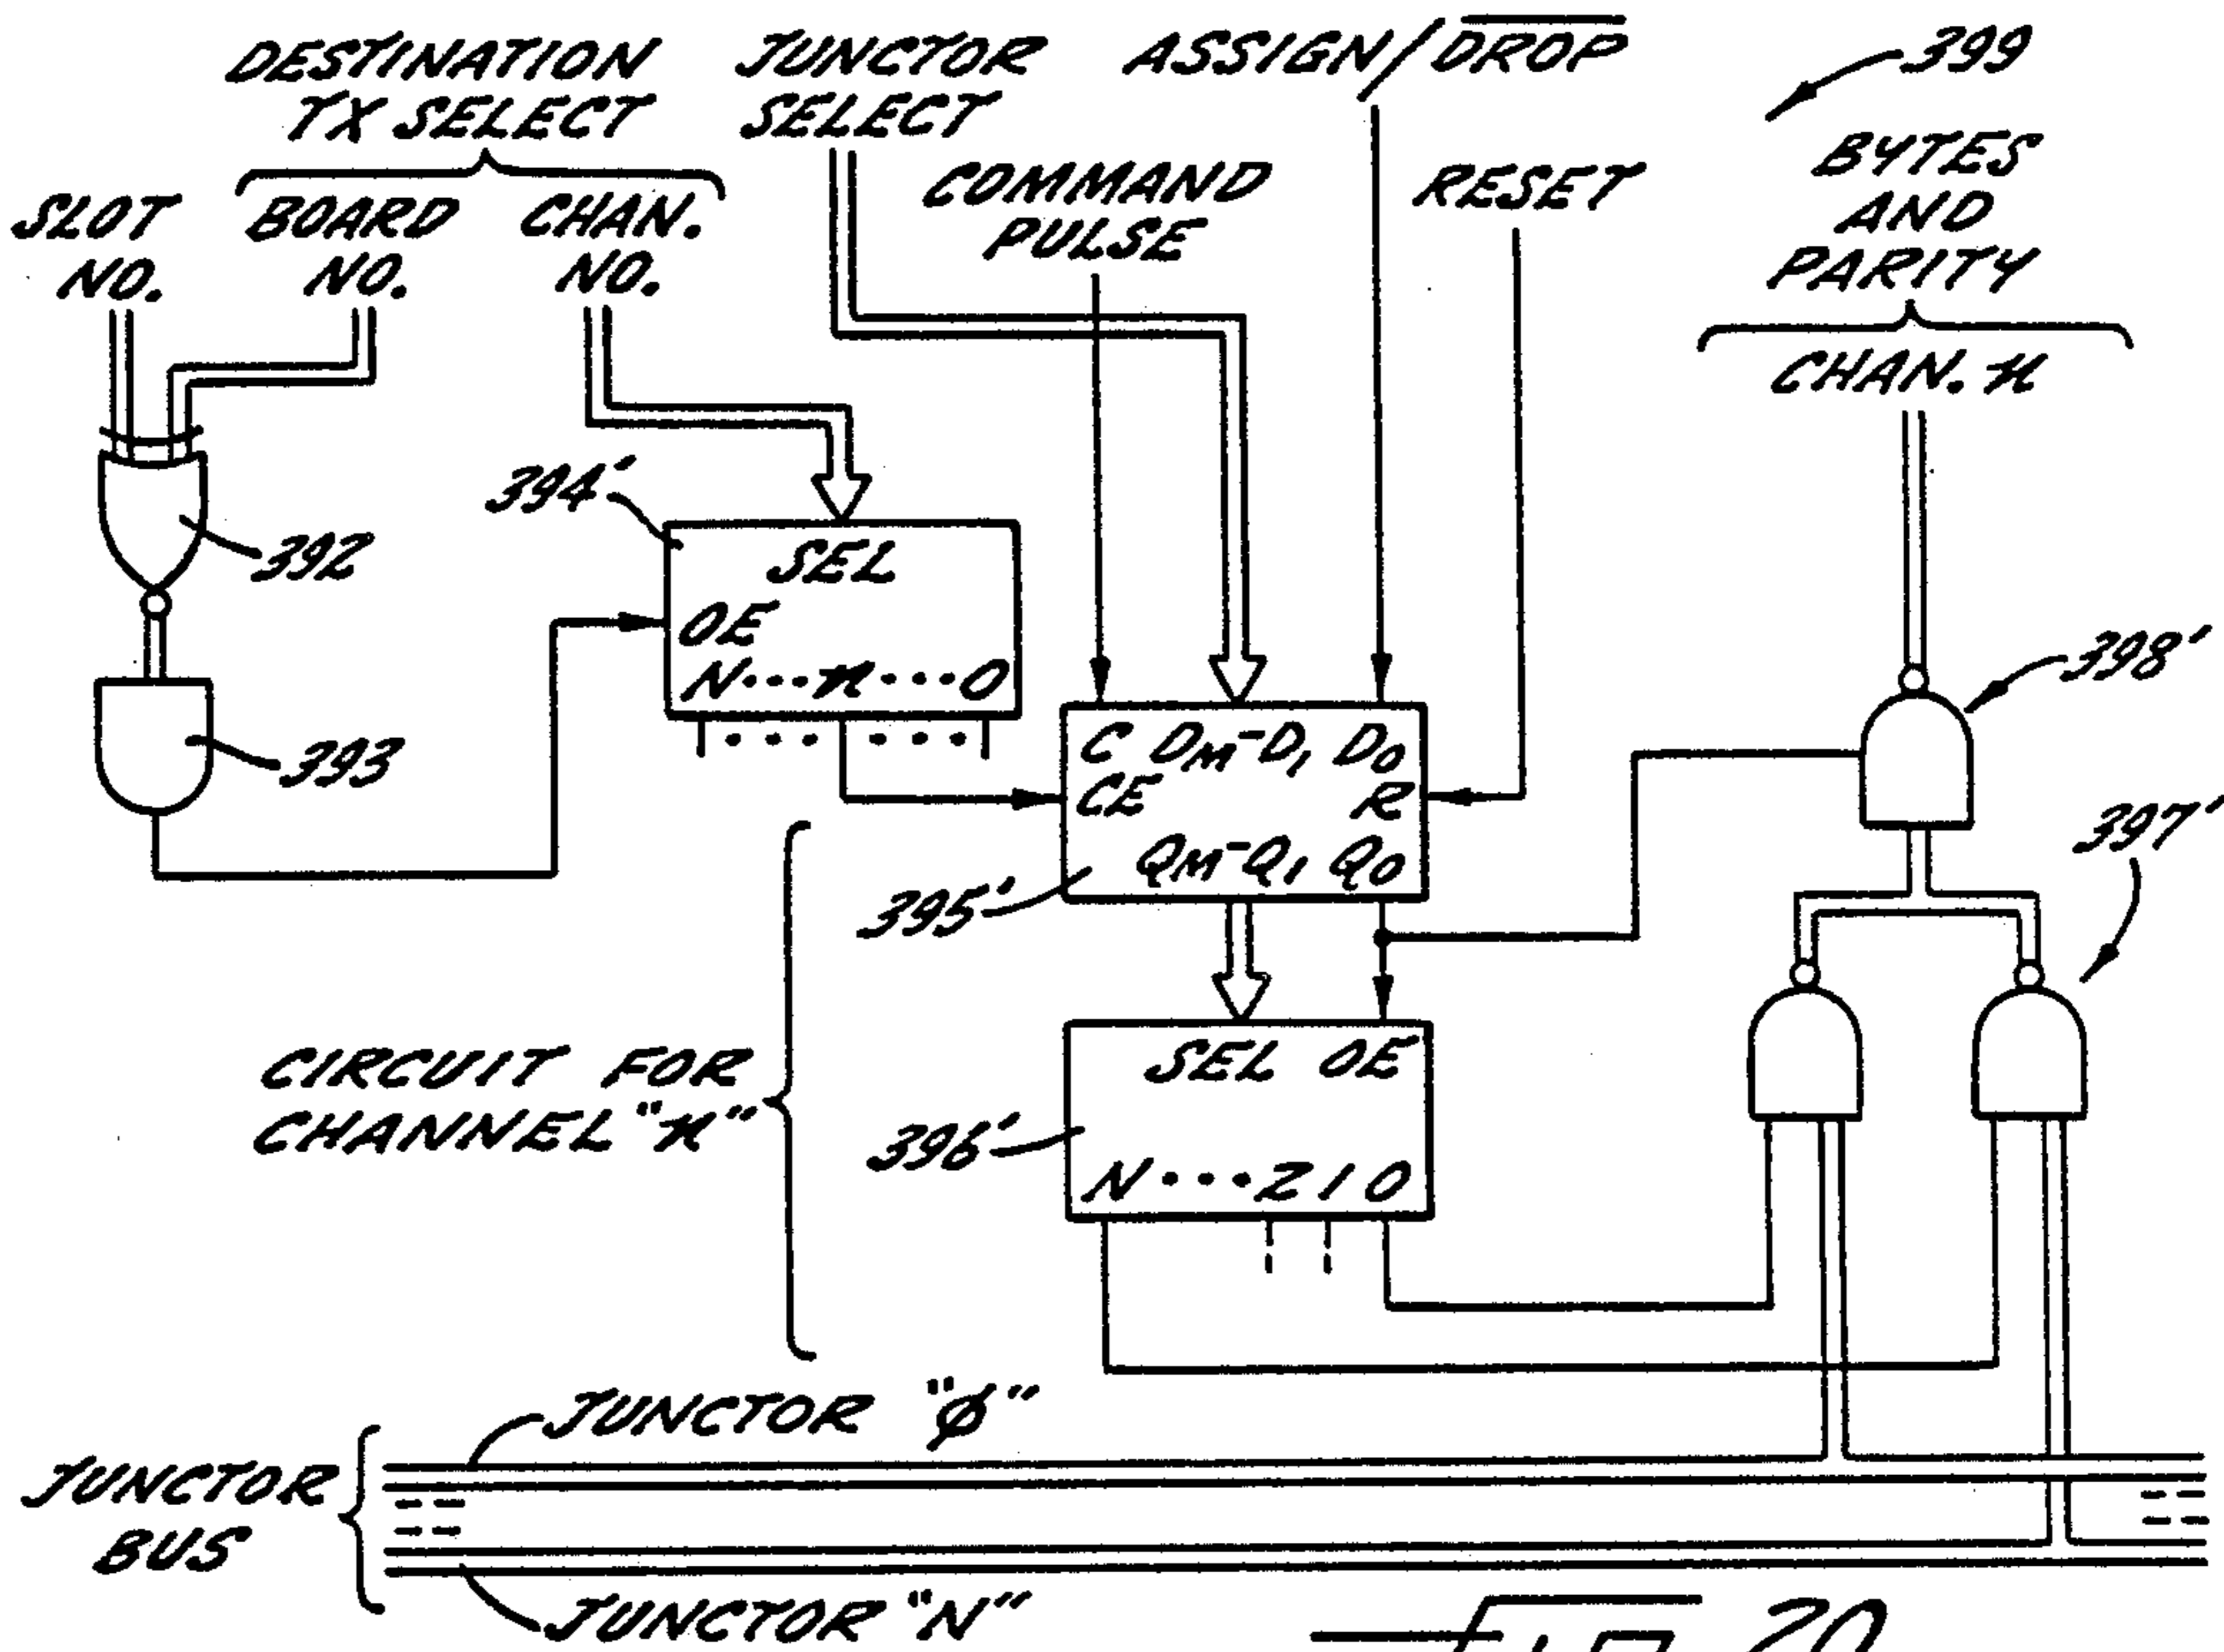 DESTINATION
TX SELECT
JUNCTOR
SELECT
ASSIGN/DROP
399
SLOT
NO.
BOARD
NO.
CHAN.
NO.
COMMAND
PULSE
RESET
BYTES
AND
PARITY
CHAN. n
392
394'
SEL
OE
N...n...0
393
C DM-D1 D0
CE R
QM-Q1 Q0
395'
398'
397'
CIRCUIT FOR
CHANNEL "n"
SEL OE
396'
N...2 1 0
JUNCTOR "φ"
JUNCTOR
BUS
JUNCTOR "N"
20